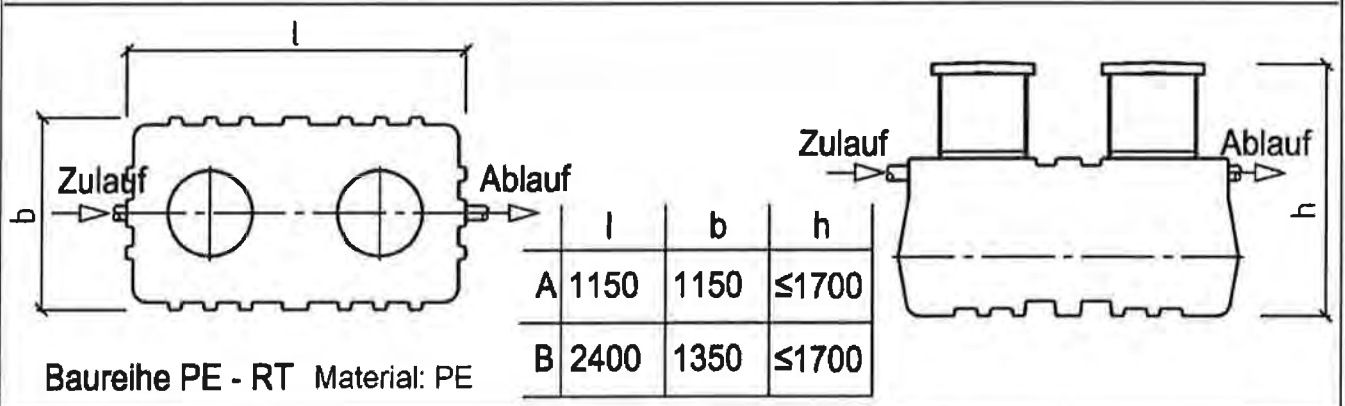 l
b
Zulauf
Ablauf
l b h
A 1150 1150 ≤1700
B 2400 1350 ≤1700
Baureihe PE - RT Material: PE
Zulauf
Ablauf
h